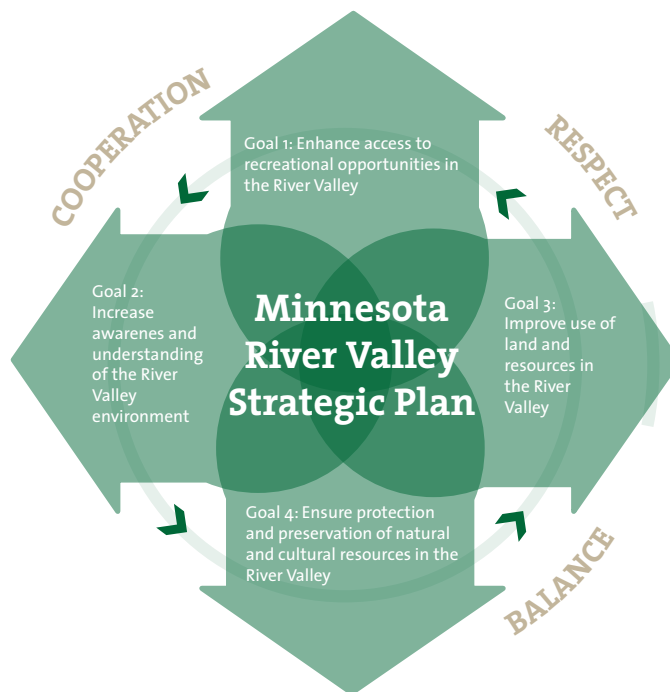 COOPERATION
RESPECT
Goal 1: Enhance access to
recreational opportunities in
the River Valley
Goal 2:
Increase
awarenes and
understanding
of the River
Valley
environment
Minnesota
River Valley
Strategic Plan
Goal 3:
Improve use of
land and
resources in
the River
Valley
Goal 4: Ensure protection
and preservation of natural
and cultural resources in the
River Valley
BALANCE